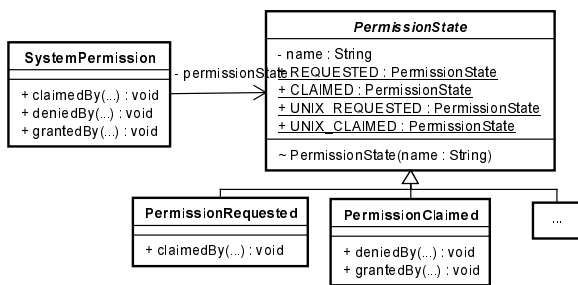 PermissionState
- name : String
+ REQUESTED : PermissionState
+ CLAIMED : PermissionState
+ UNIX_REQUESTED : PermissionState
+ UNIX_CLAIMED : PermissionState
~ PermissionState(name : String)
SystemPermission
+ claimedBy(...) : void
+ deniedBy(...) : void
+ grantedBy(...) : void
- permissionState
PermissionRequested
+ claimedBy(...) : void
PermissionClaimed
+ deniedBy(...) : void
+ grantedBy(...) : void
...